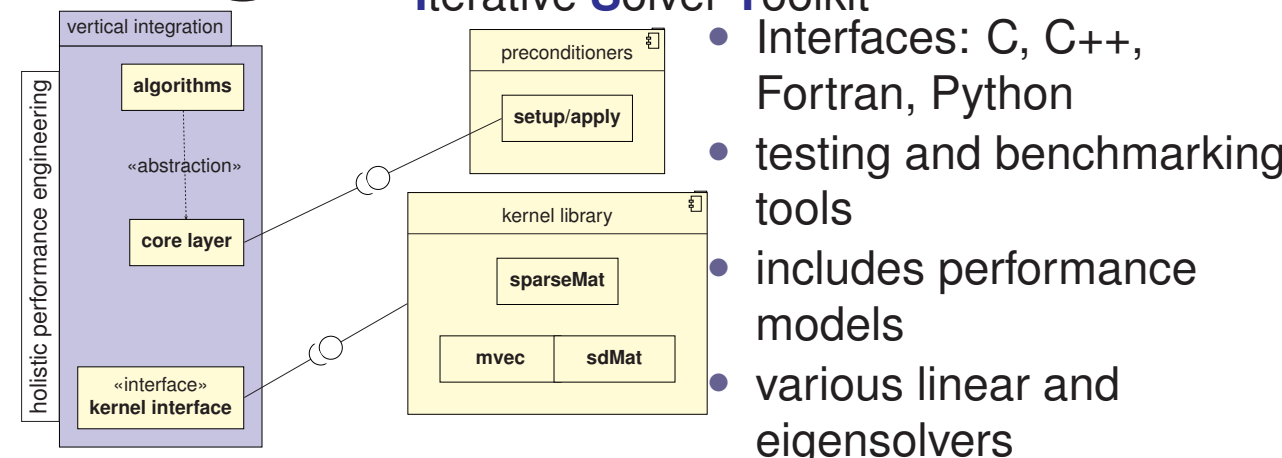 Iterative Solver Toolkit
vertical integration
holistic performance engineering
algorithms
«abstraction»
core layer
«interface»
kernel interface
preconditioners
setup/apply
kernel library
sparseMat
mvec
sdMat
• Interfaces: C, C++,
Fortran, Python
• testing and benchmarking
tools
• includes performance
models
• various linear and
eigensolvers